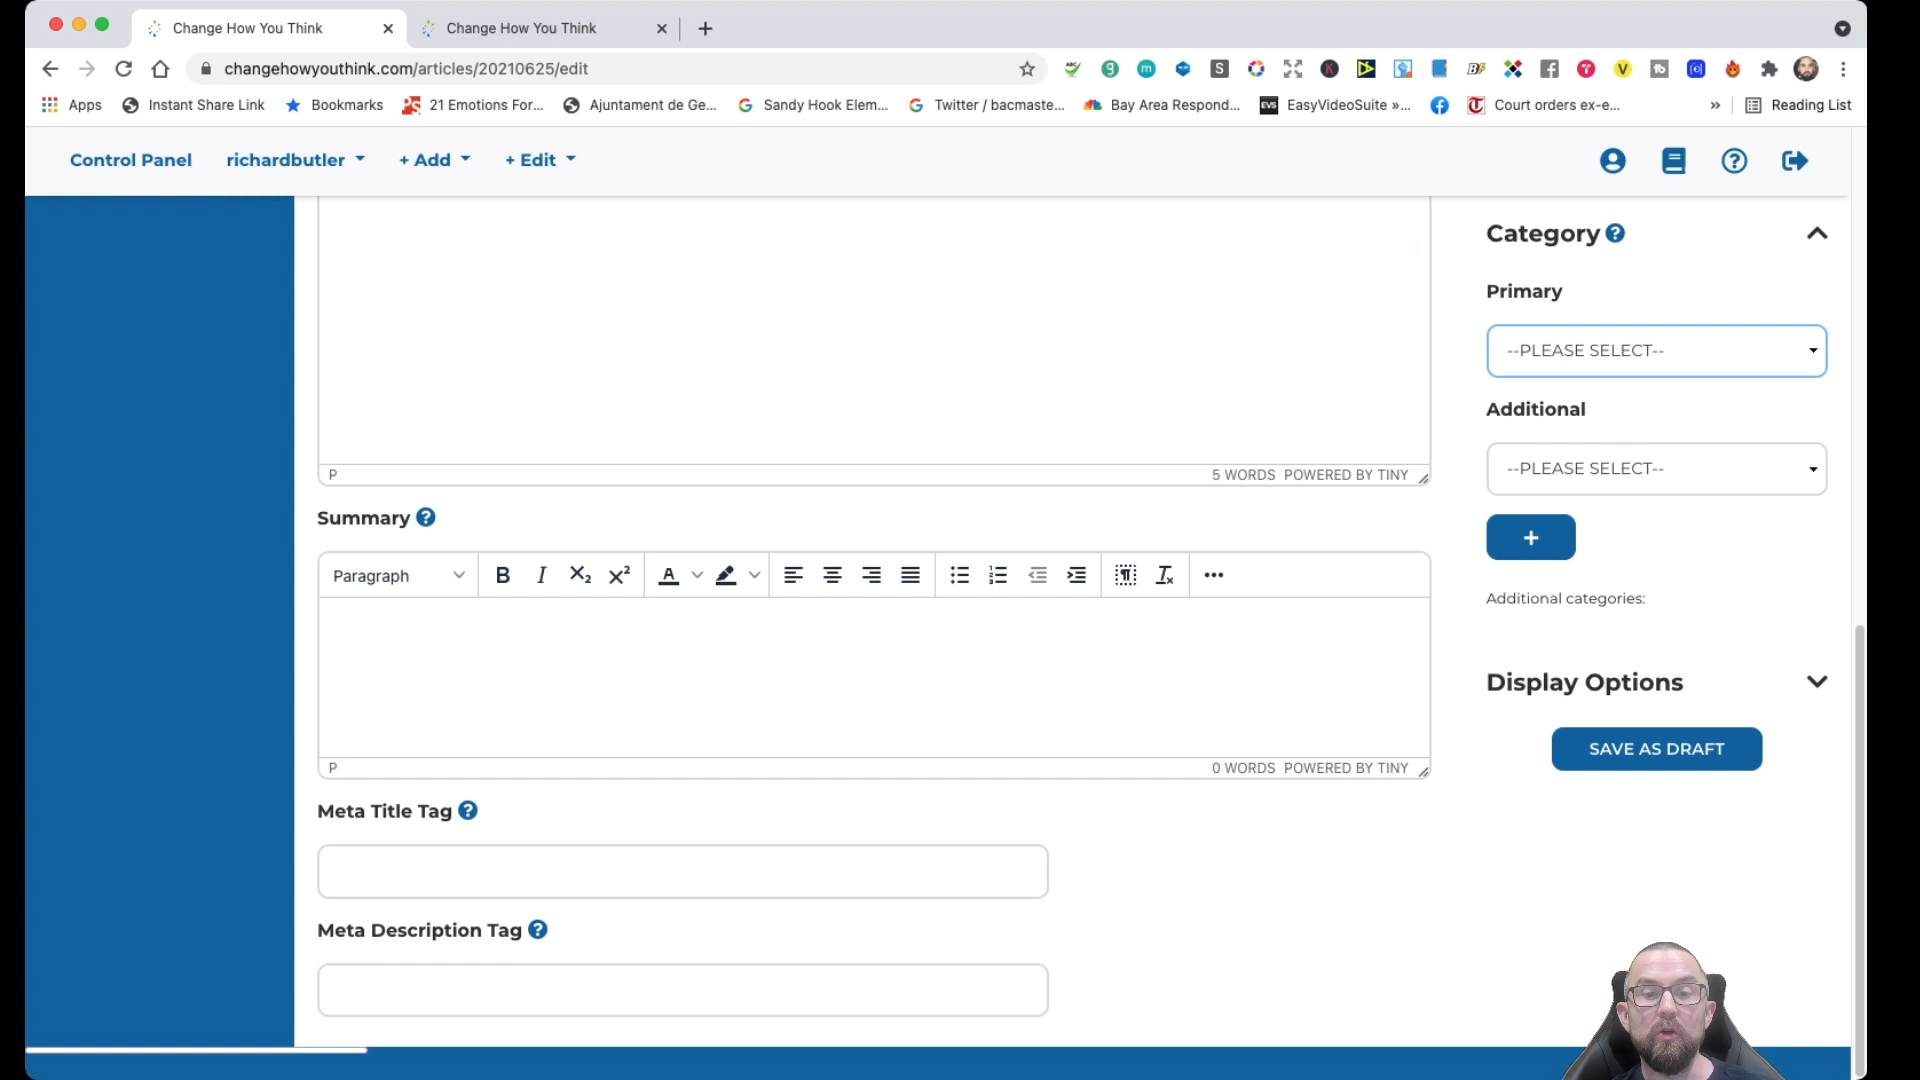 Change How You Think
Change How You Think
changehowyouthink.com/articles/20210625/edit
Apps
Instant Share Link
Bookmarks
21 Emotions For...
Ajuntament de Ge...
Sandy Hook Elem...
Twitter / bacmaste...
Bay Area Respond...
EVS
EasyVideoSuite »...
Court orders ex-e...
»
Reading List
Control Panel
richardbutler
+ Add
+ Edit
P
5 WORDS POWERED BY TINY
Summary
Paragraph
P
0 WORDS POWERED BY TINY
Meta Title Tag
Meta Description Tag
Category
Primary
--PLEASE SELECT--
Additional
--PLEASE SELECT--
+
Additional categories:
Display Options
SAVE AS DRAFT